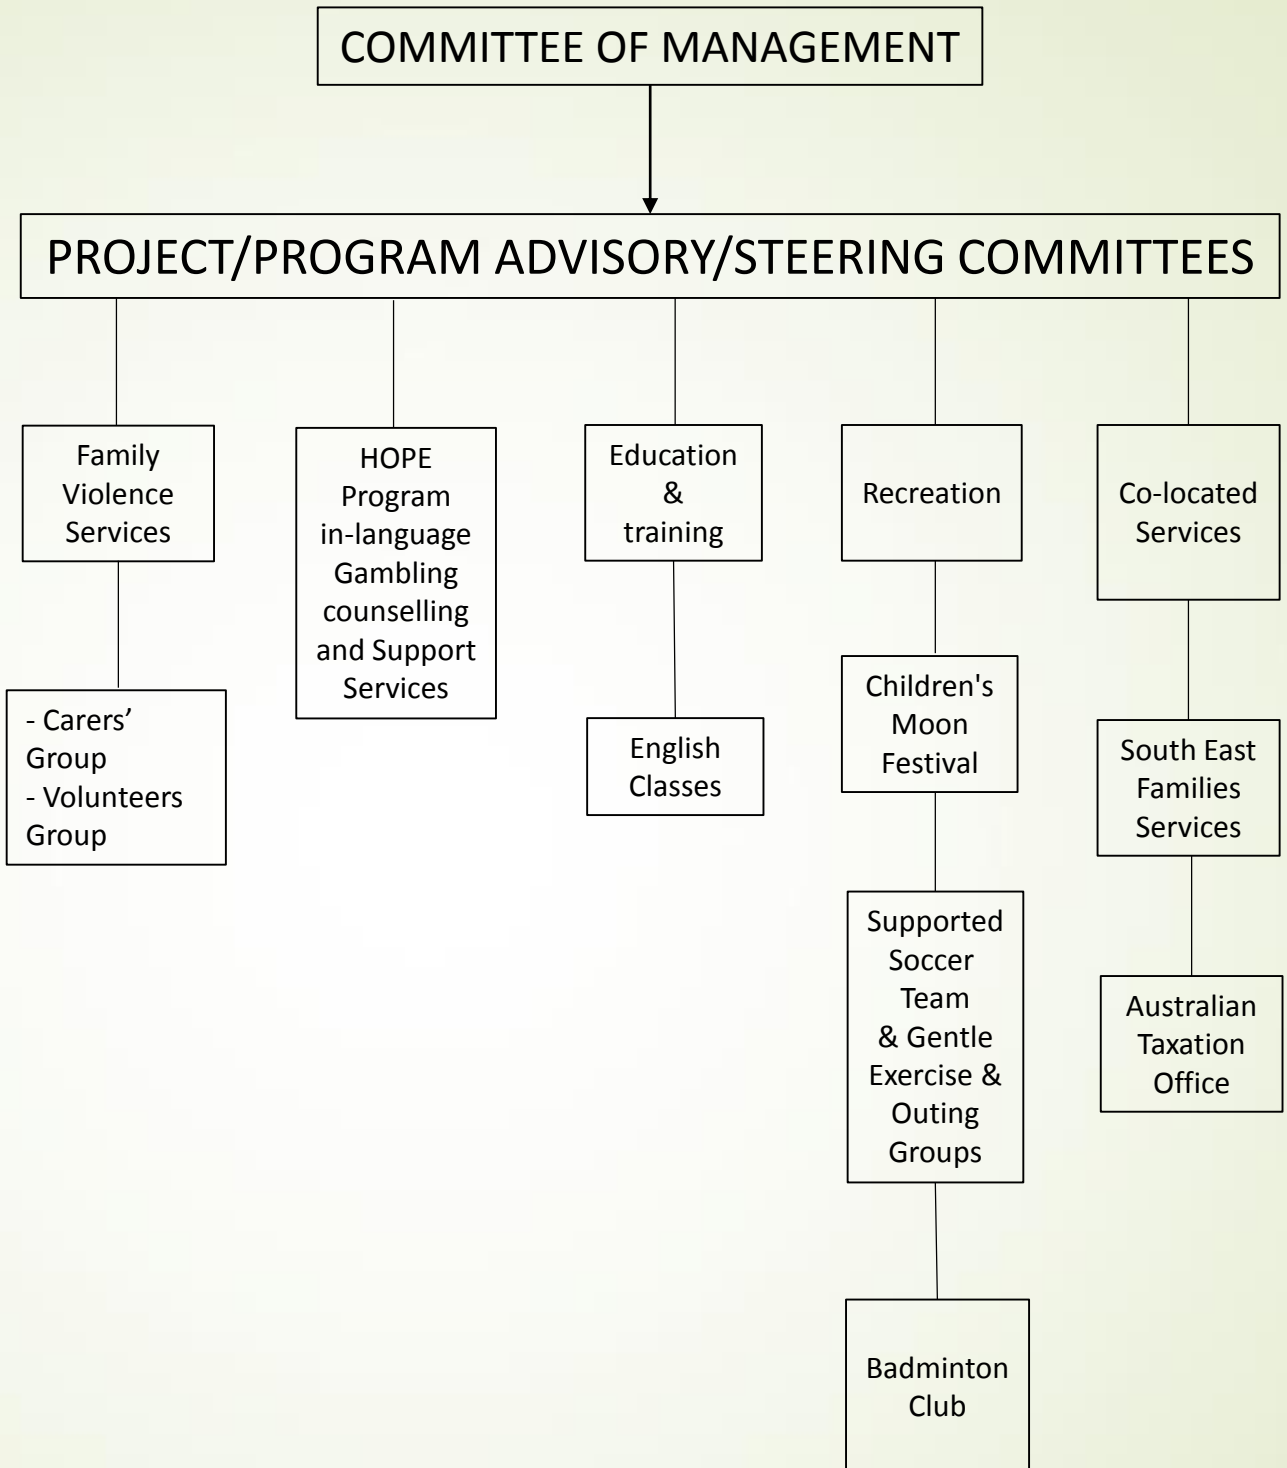 COMMITTEE OF MANAGEMENT
PROJECT/PROGRAM ADVISORY/STEERING COMMITTEES
Family
Violence
Services
HOPE
Program
in-language
Gambling
counselling
and Support
Services
Education
&
training
Recreation
Co-located
Services
- Carers’
Group
- Volunteers
Group
English
Classes
Children's
Moon
Festival
South East
Families
Services
Supported
Soccer
Team
& Gentle
Exercise &
Outing
Groups
Australian
Taxation
Office
Badminton
Club